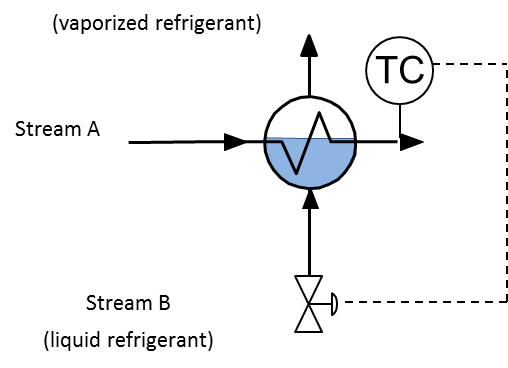 (vaporized refrigerant)
TC
Stream A
Stream B
(liquid refrigerant)